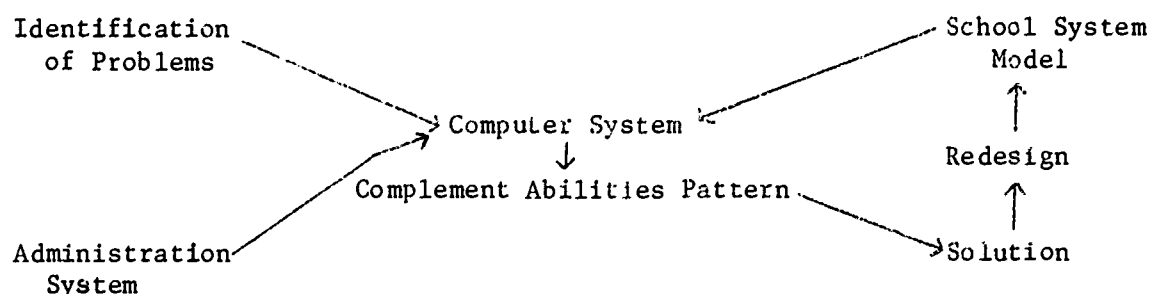 Identification
of Problems
School System
Model
Computer System
Redesign
Complement Abilities Pattern
Administration
System
Solution